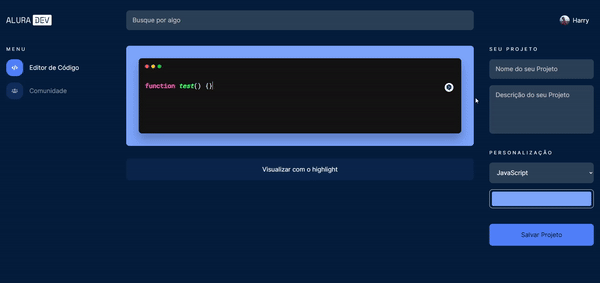 ALURA DEV
Busque por algo
Harry
MENU
Editor de Código
Comunidade
function test() {}
Visualizar com o highlight
SEU PROJETO
Nome do seu Projeto
Descrição do seu Projeto
PERSONALIZAÇÃO
JavaScript
Salvar Projeto